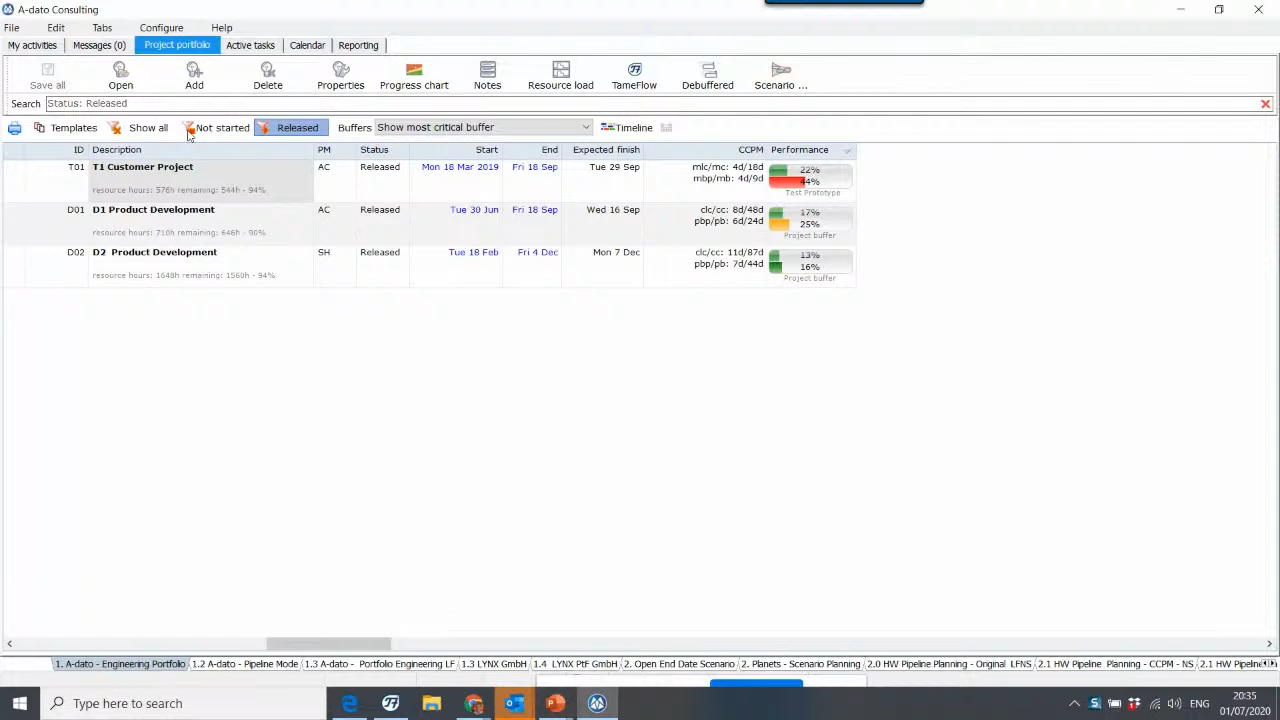 A-dato Consulting
File Edit Tabs Configure Help
My activities Messages (0) Project portfolio Active tasks Calendar Reporting
Save all Open Add Delete Properties Progress chart Notes Resource load TameFlow Debuffered Scenario ...
Search Status: Released
Templates Show all Not started Released Buffers Show most critical buffer Timeline
ID Description PM Status Start End Expected finish CCPM Performance
T01 T1 Customer Project AC Released Mon 18 Mar 2019 Fri 18 Sep Tue 29 Sep mlc/mc: 4d/18d 22%
mbp/mb: 4d/9d 44%
resource hours: 576h remaining: 544h - 94% Test Prototype
D01 D1 Product Development AC Released Tue 30 Jun Fri 18 Sep Wed 16 Sep clc/cc: 8d/48d 17%
pbp/pb: 6d/24d 25%
resource hours: 710h remaining: 646h - 90% Project buffer
D02 D2 Product Development SH Released Tue 18 Feb Fri 4 Dec Mon 7 Dec clc/cc: 11d/87d 13%
pbp/pb: 7d/44d 16%
resource hours: 1648h remaining: 1560h - 94% Project buffer
1. A-dato - Engineering Portfolio 1.2 A-dato - Pipeline Mode 1.3 A-dato - Portfolio Engineering LF 1.3 LYNX GmbH 1.4 LYNX PtF GmbH 2. Open End Date Scenario 2. Planets - Scenario Planning 2.0 HW Pipeline Planning - Original LFNS 2.1 HW Pipeline Planning - CCPM - NS 2.1 HW Pipeline
Type here to search ENG 20:35
01/07/2020